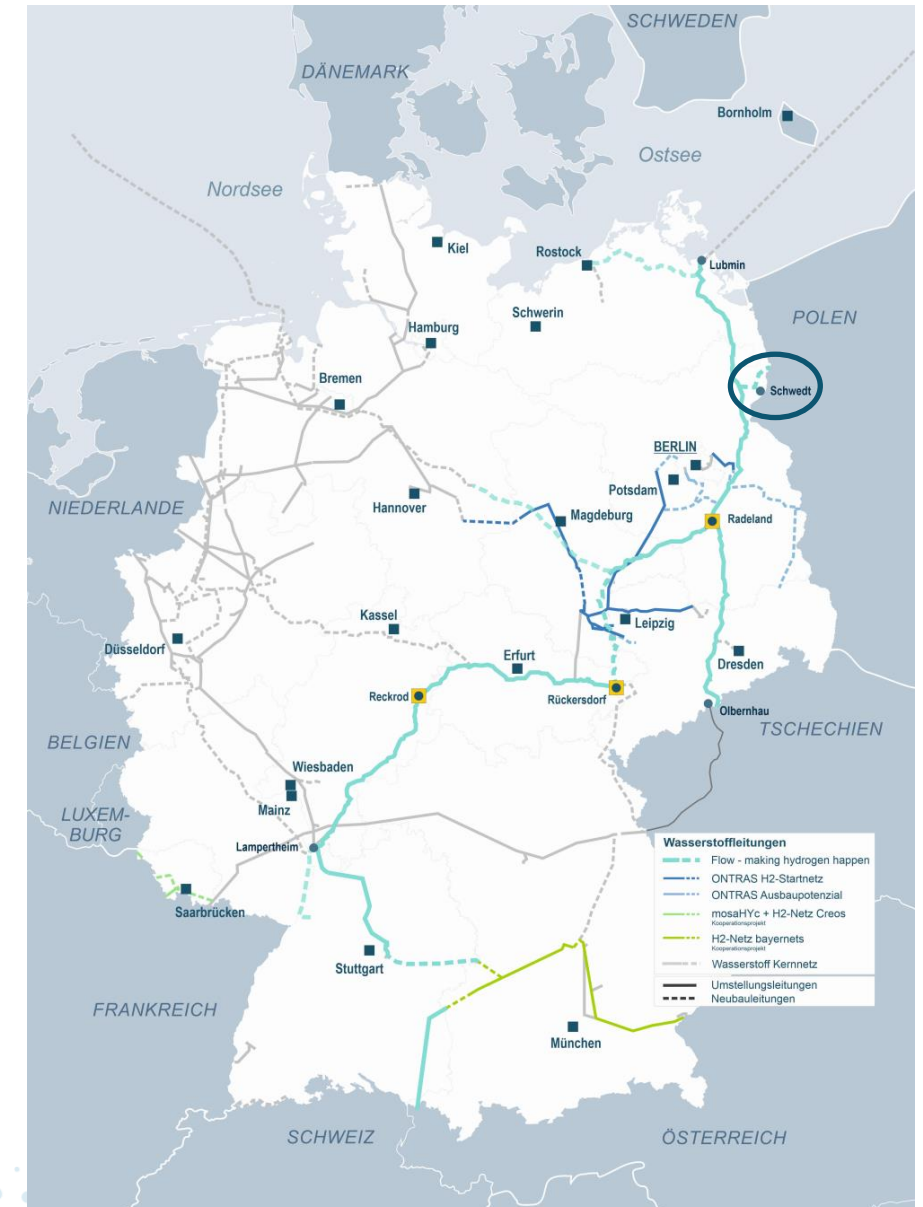 SCHWEDEN
DÄNEMARK
Bornholm
Ostsee
Nordsee
Kiel
Rostock
Lubmin
Schwerin
POLEN
Hamburg
Bremen
Schwedt
BERLIN
Potsdam
NIEDERLANDE
Hannover
Magdeburg
Radeland
Kassel
Leipzig
Düsseldorf
Erfurt
Dresden
Reckrod
Rückersdorf
Olbernhau
TSCHECHIEN
BELGIEN
Wiesbaden
Mainz
LUXEM-
BURG
Lampertheim
Wasserstoffleitungen
Flow - making hydrogen happen
ONTRAS H2-Startnetz
ONTRAS Ausbaupotenzial
mosaHYc + H2-Netz Creos
Kooperationsprojekt
H2-Netz bayernets
Kooperationsprojekt
Wasserstoff Kernnetz
Umstellungsleitungen
Neubauleitungen
Saarbrücken
Stuttgart
FRANKREICH
München
SCHWEIZ
ÖSTERREICH